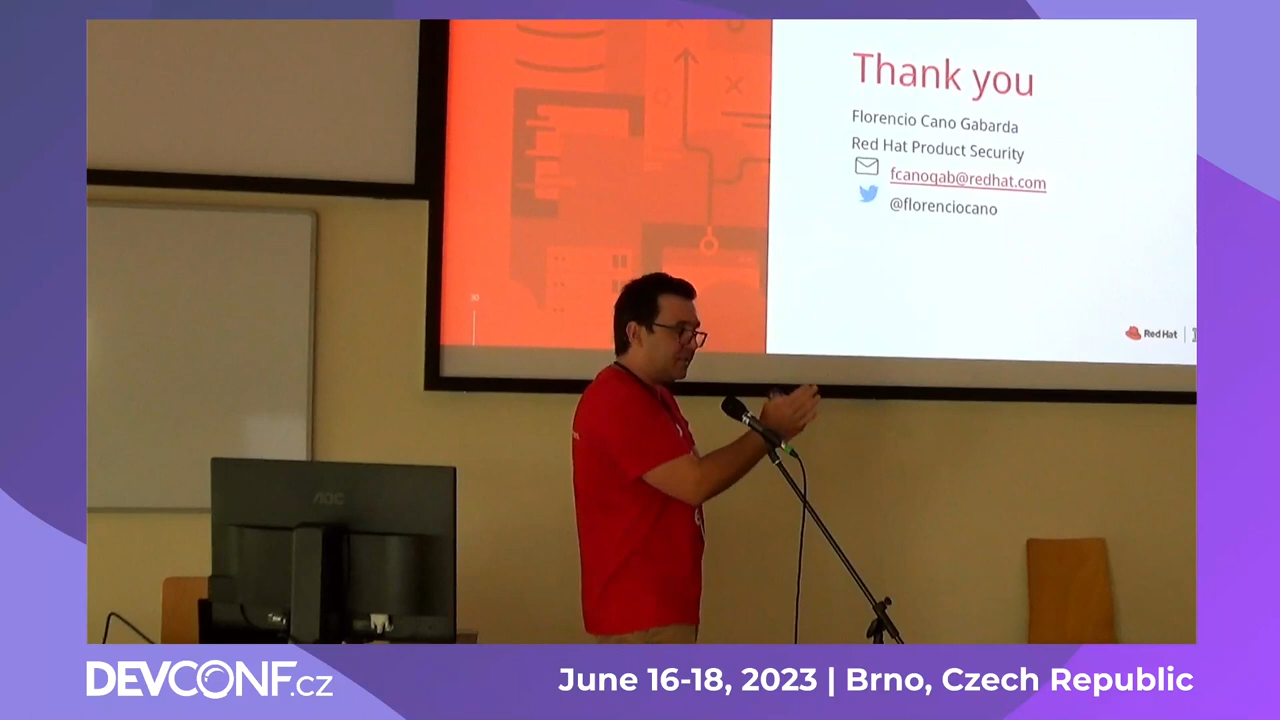 Thank you
Florencio Cano Gabarda
Red Hat Product Security
fcanogab@redhat.com
@florenciocano
30
Red Hat
AOC
DEVCONF.cz
June 16-18, 2023 | Brno, Czech Republic